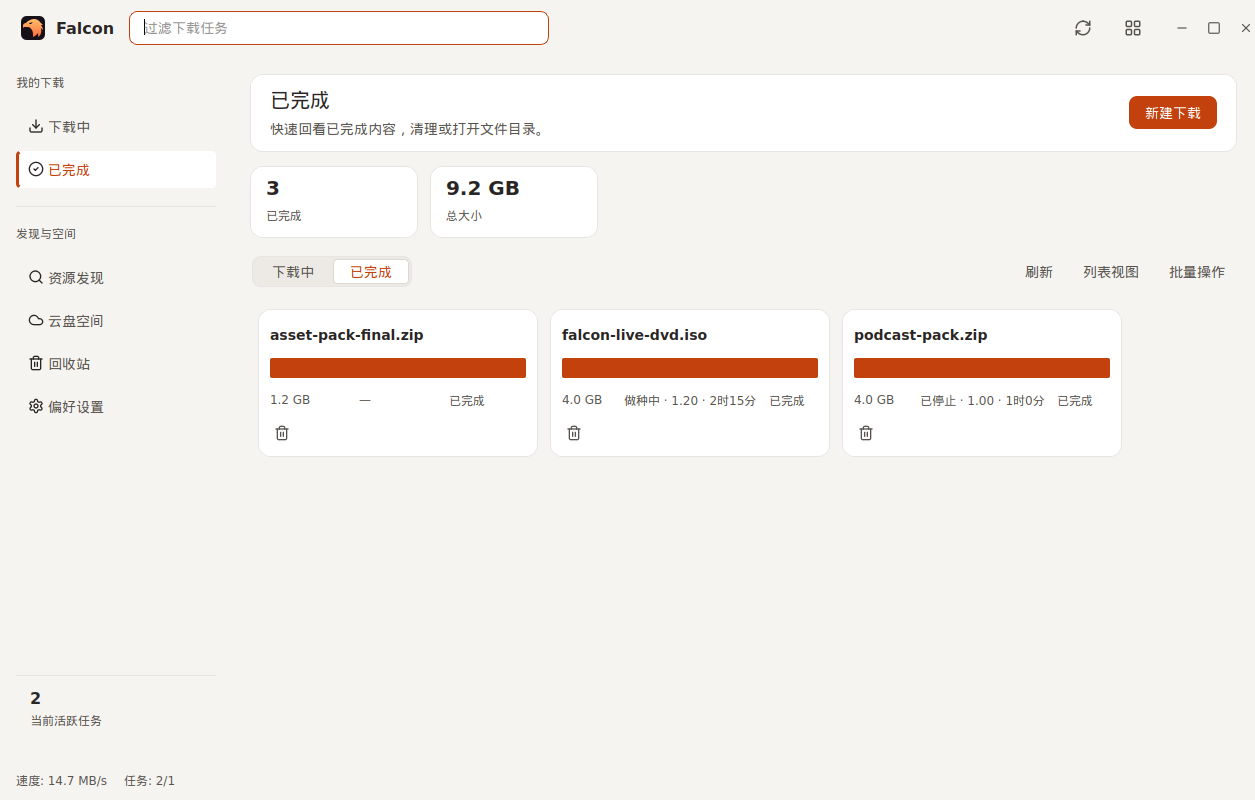 Falcon
过滤下载任务
我的下载
下载中
已完成
发现与空间
资源发现
云盘空间
回收站
偏好设置
2
当前活跃任务
速度: 14.7 MB/s 任务: 2/1
已完成
快速回看已完成内容，清理或打开文件目录。
新建下载
3
已完成
9.2 GB
总大小
下载中 已完成
刷新 列表视图 批量操作
asset-pack-final.zip
1.2 GB — 已完成
falcon-live-dvd.iso
4.0 GB 做种中 · 1.20 · 2时15分 已完成
podcast-pack.zip
4.0 GB 已停止 · 1.00 · 1时0分 已完成